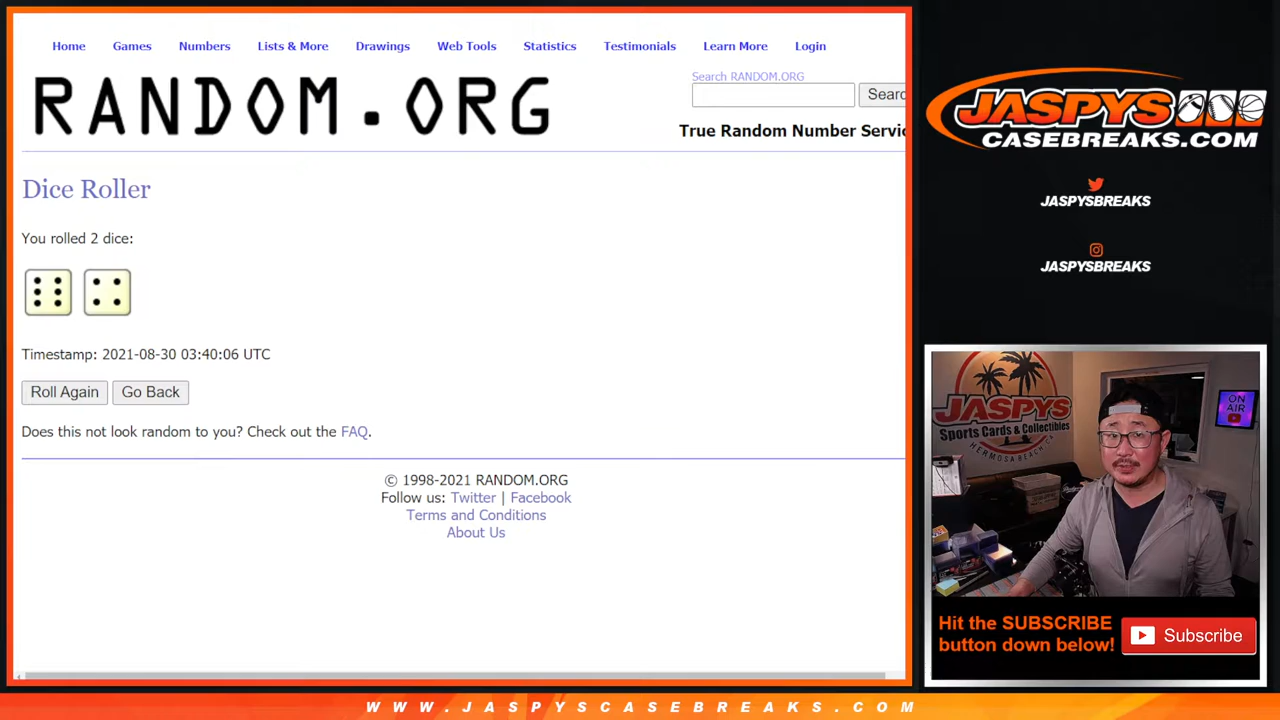 Home Games Numbers Lists & More Drawings Web Tools Statistics Testimonials Learn More Login
RANDOM.ORG
Search RANDOM.ORG
Searc
True Random Number Servic
Dice Roller
You rolled 2 dice:
Timestamp: 2021-08-30 03:40:06 UTC
Roll Again Go Back
Does this not look random to you? Check out the FAQ.
© 1998-2021 RANDOM.ORG
Follow us: Twitter | Facebook
Terms and Conditions
About Us
JASPYS
CASEBREAKS.COM
JASPYSBREAKS
JASPYSBREAKS
JASPYS
Sports Cards & Collectibles
HERMOSA BEACH, CA
ON
AIR
Hit the SUBSCRIBE
button down below!
Subscribe
WWW.JASPYSCASEBREAKS.COM